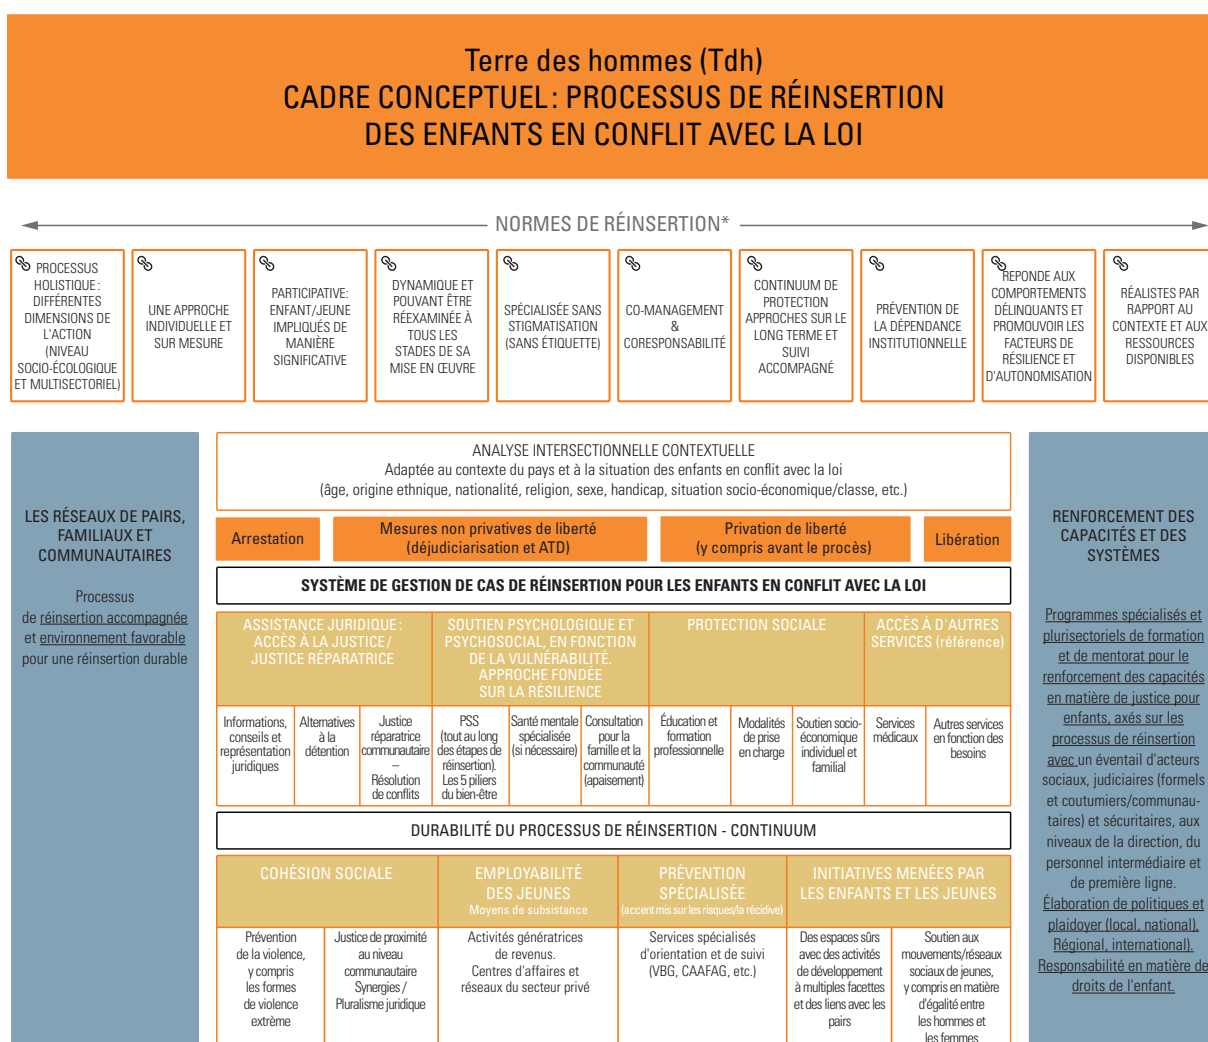 Terre des hommes (Tdh)
CADRE CONCEPTUEL : PROCESSUS DE RÉINSERTION
DES ENFANTS EN CONFLIT AVEC LA LOI
NORMES DE RÉINSERTION*
PROCESSUS
HOLISTIQUE :
DIFFÉRENTES
DIMENSIONS DE
L'ACTION
(NIVEAU
SOCIO-ÉCOLOGIQUE
ET MULTISECTORIEL)
UNE APPROCHE
INDIVIDUELLE ET
SUR MESURE
PARTICIPATIVE:
ENFANT/JEUNE
IMPLIQUÉS DE
MANIÈRE
SIGNIFICATIVE
DYNAMIQUE ET
POUVANT ÊTRE
RÉEXAMINÉE À
TOUS LES
STADES DE SA
MISE EN ŒUVRE
SPÉCIALISÉE SANS
STIGMATISATION
(SANS ÉTIQUETTE)
CO-MANAGEMENT
&
CORESPONSABILITÉ
CONTINUUM DE
PROTECTION
APPROCHES SUR LE
LONG TERME ET
SUIVI
ACCOMPAGNÉ
PRÉVENTION DE
LA DÉPENDANCE
INSTITUTIONNELLE
REPONDE AUX
COMPORTEMENTS
DÉLINQUANTS ET
PROMOUVOIR LES
FACTEURS DE
RÉSILIENCE ET
D'AUTONOMISATION
RÉALISTES PAR
RAPPORT AU
CONTEXTE ET AUX
RESSOURCES
DISPONIBLES
LES RÉSEAUX DE PAIRS,
FAMILIAUX ET
COMMUNAUTAIRES
Processus
de réinsertion accompagnée
et environnement favorable
pour une réinsertion durable
ANALYSE INTERSECTIONNELLE CONTEXTUELLE
Adaptée au contexte du pays et à la situation des enfants en conflit avec la loi
(âge, origine ethnique, nationalité, religion, sexe, handicap, situation socio-économique/classe, etc.)
Arrestation
Mesures non privatives de liberté
(déjudiciarisation et ATD)
Privation de liberté
(y compris avant le procès)
Libération
SYSTÈME DE GESTION DE CAS DE RÉINSERTION POUR LES ENFANTS EN CONFLIT AVEC LA LOI
ASSISTANCE JURIDIQUE :
ACCÈS À LA JUSTICE /
JUSTICE RÉPARATRICE
SOUTIEN PSYCHOLOGIQUE ET
PSYCHOSOCIAL, EN FONCTION
DE LA VULNÉRABILITÉ.
APPROCHE FONDÉE
SUR LA RÉSILIENCE
PROTECTION SOCIALE
ACCÈS À D'AUTRES
SERVICES (référence)
Informations,
conseils et
représentation
juridiques
Alternatives
à la
détention
Justice
réparatrice
communautaire
–
Résolution
de conflits
PSS
(tout au long
des étapes de
réinsertion).
Les 5 piliers
du bien-être
Santé mentale
spécialisée
(si nécessaire)
Consultation
pour la
famille et la
communauté
(apaisement)
Éducation et
formation
professionnelle
Modalités
de prise
en charge
Soutien socio-
économique
individuel et
familial
Services
médicaux
Autres services
en fonction des
besoins
DURABILITÉ DU PROCESSUS DE RÉINSERTION - CONTINUUM
COHÉSION SOCIALE
EMPLOYABILITÉ
DES JEUNES
Moyens de subsistance
PRÉVENTION
SPÉCIALISÉE
(accent mis sur les risques/la récidive)
INITIATIVES MENÉES PAR
LES ENFANTS ET LES JEUNES
Prévention
de la violence,
y compris
les formes
de violence
extrème
Justice de proximité
au niveau
communautaire
Synergies /
Pluralisme juridique
Activités génératrices
de revenus.
Centres d'affaires et
réseaux du secteur privé
Services spécialisés
d'orientation et de suivi
(VBG, CAAFAG, etc.)
Des espaces sûrs
avec des activités
de développement
à multiples facettes
et des liens avec les
pairs
Soutien aux
mouvements/réseaux
sociaux de jeunes,
y compris en matière
d'égalité entre
les hommes et
les femmes
RENFORCEMENT DES
CAPACITÉS ET DES
SYSTÈMES
Programmes spécialisés et
plurisectoriels de formation
et de mentorat pour le
renforcement des capacités
en matière de justice pour
enfants, axés sur les
processus de réinsertion
avec un éventail d'acteurs
sociaux, judiciaires (formels
et coutumiers/communau-
taires) et sécuritaires, aux
niveaux de la direction, du
personnel intermédiaire et
de première ligne.
Élaboration de politiques et
plaidoyer (local, national),
Régional, international).
Responsabilité en matière de
droits de l'enfant.